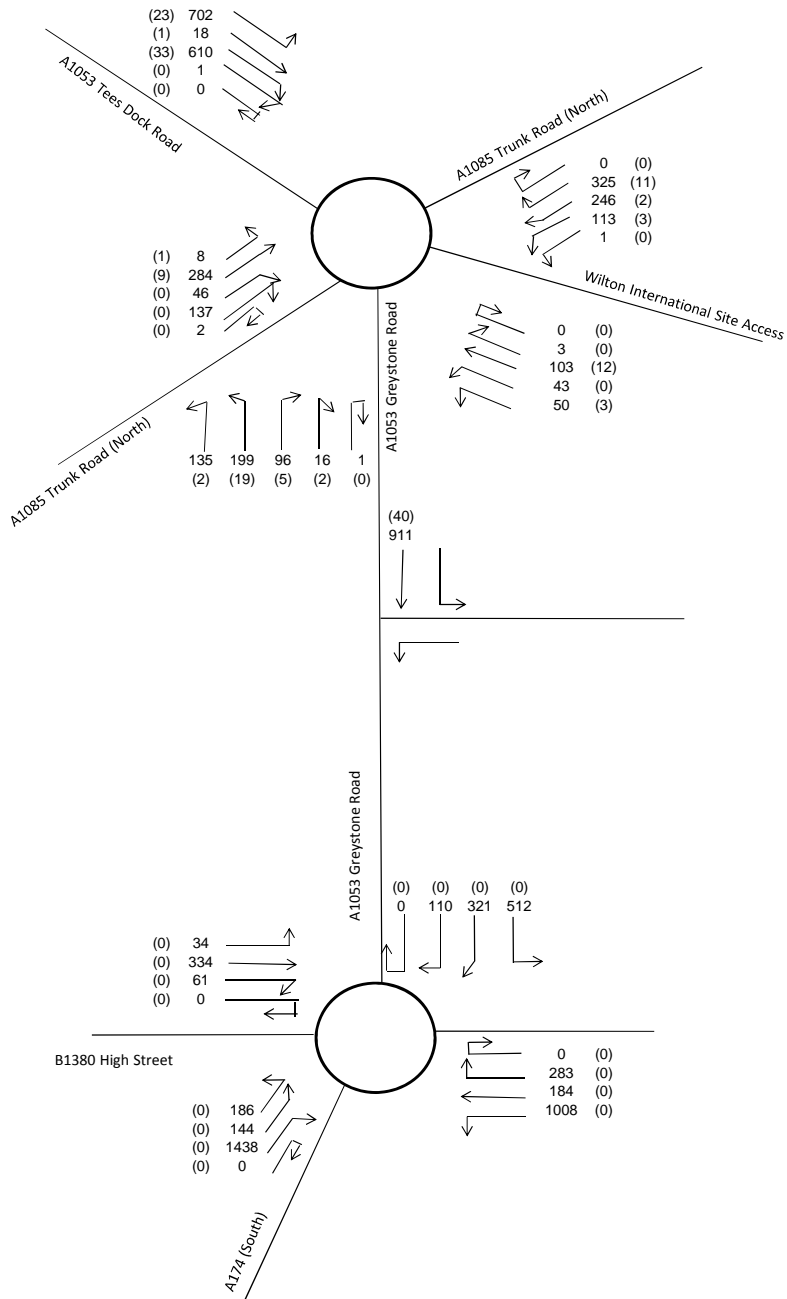 (23) 702
(1) 18
(33) 610
(0) 1
(0) 0
A1053 Tees Dock Road
A1085 Trunk Road (North)
0 (0)
325 (11)
246 (2)
113 (3)
1 (0)
(1) 8
(9) 284
(0) 46
(0) 137
(0) 2
Wilton International Site Access
0 (0)
3 (0)
103 (12)
43 (0)
50 (3)
A1053 Greystone Road
A1085 Trunk Road (North)
135 199 96 16 1
(2) (19) (5) (2) (0)
(40)
911
A1053 Greystone Road
(0) (0) (0) (0)
0 110 321 512
(0) 34
(0) 334
(0) 61
(0) 0
B1380 High Street
0 (0)
283 (0)
184 (0)
1008 (0)
(0) 186
(0) 144
(0) 1438
(0) 0
A174 (South)